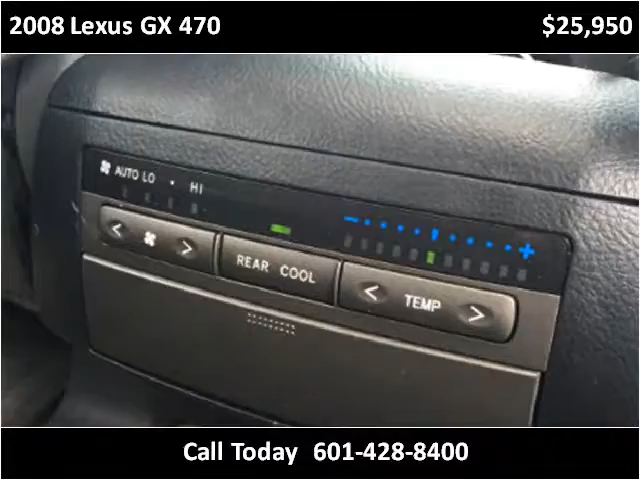 2008 Lexus GX 470 $25,950
AUTO LO · HI
- +
< >
REAR COOL
< TEMP >
Call Today 601-428-8400